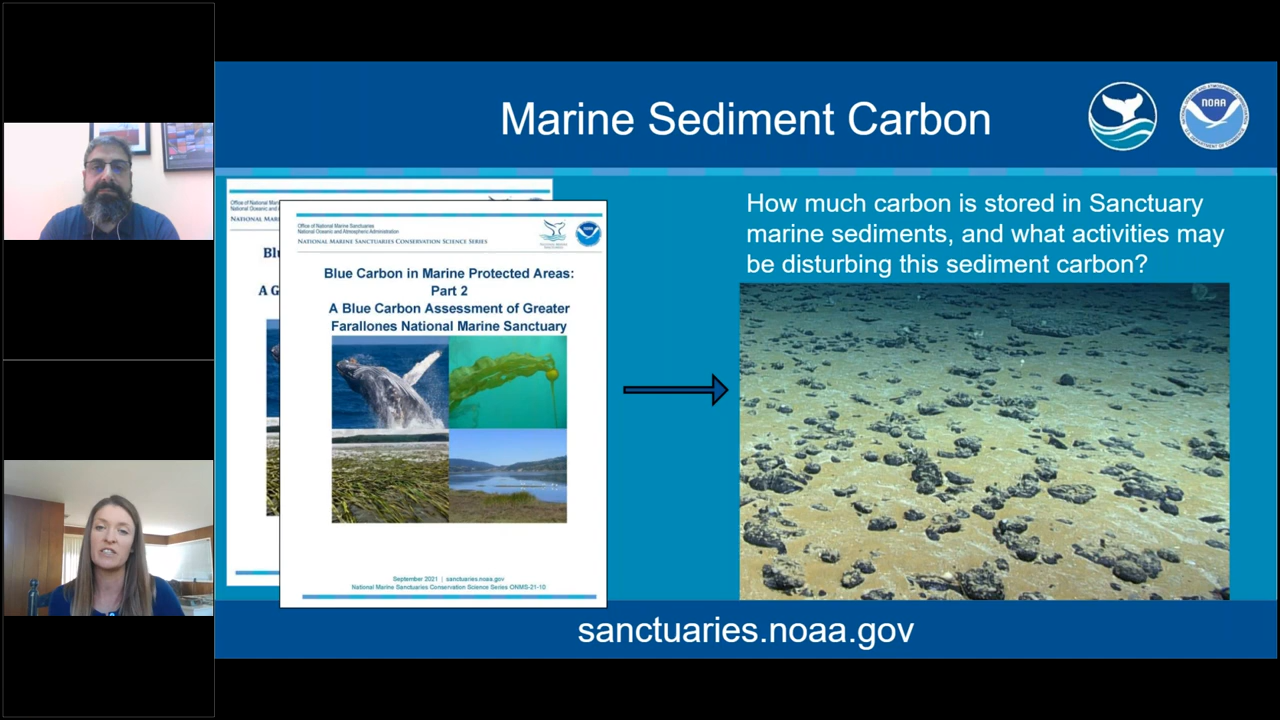 Marine Sediment Carbon
NOAA
How much carbon is stored in Sanctuary
marine sediments, and what activities may
be disturbing this sediment carbon?
Office of National Marine Sanctuaries
National Oceanic and Atmospheric Administration
NATIONAL MARINE SANCTUARIES CONSERVATION SCIENCE SERIES
Blue Carbon in Marine Protected Areas:
Part 2
A Blue Carbon Assessment of Greater
Farallones National Marine Sanctuary
September 2021 | sanctuaries.noaa.gov
National Marine Sanctuaries Conservation Science Series ONMS-21-10
sanctuaries.noaa.gov